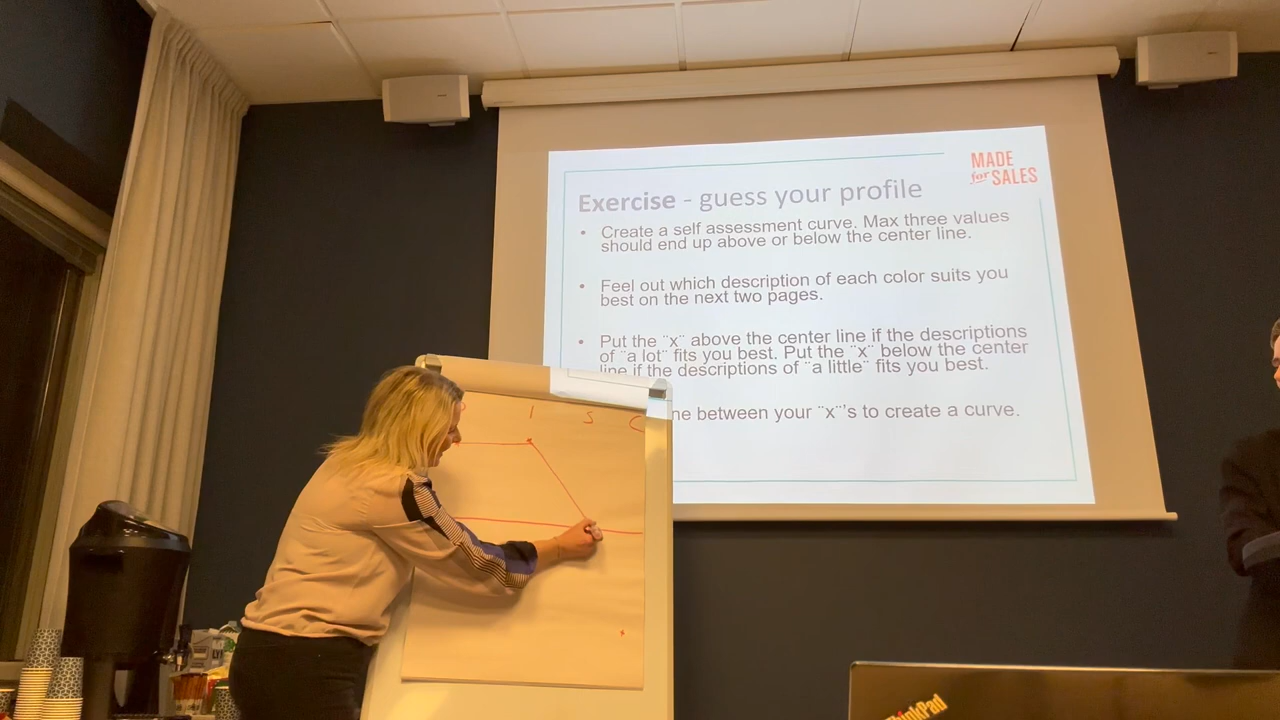 MADE
for SALES
Exercise - guess your profile
• Create a self assessment curve. Max three values
should end up above or below the center line.
• Feel out which description of each color suits you
best on the next two pages.
• Put the ¨x¨ above the center line if the descriptions
of ¨a lot¨ fits you best. Put the ¨x¨ below the center
line if the descriptions of ¨a little¨ fits you best.
between your ¨x¨'s to create a curve.
I S C
ThinkPad